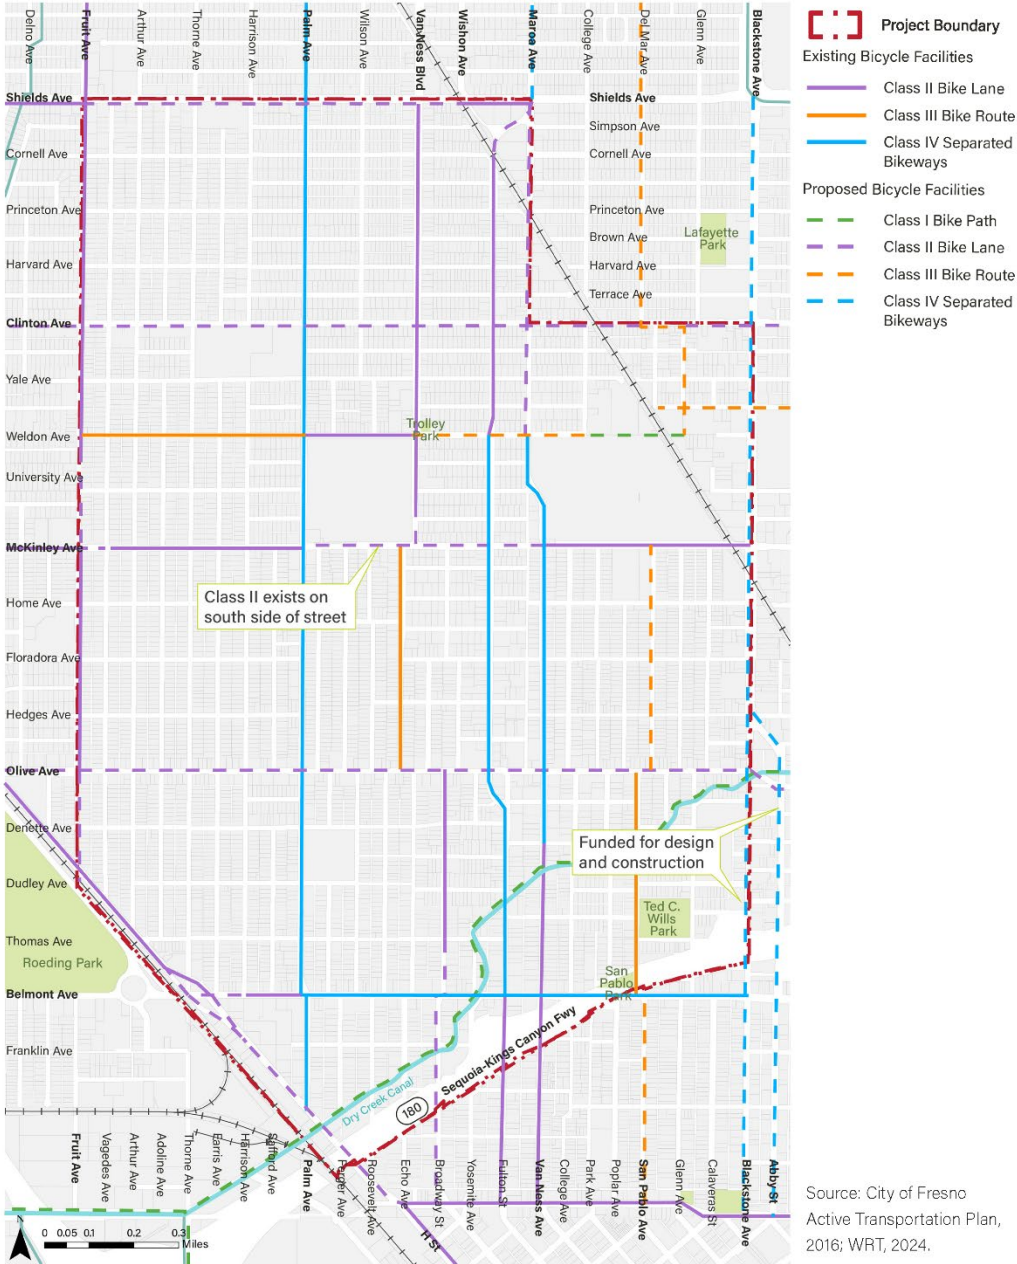 Delno Ave
Fruit Ave
Arthur Ave
Thorne Ave
Harrison Ave
Palm Ave
Wilson Ave
Van Ness Blvd
Wishon Ave
Maroa Ave
College Ave
Del Mar Ave
Glenn Ave
Blackstone Ave
Project Boundary
Existing Bicycle Facilities
Class II Bike Lane
Class III Bike Route
Class IV Separated
Bikeways
Proposed Bicycle Facilities
Class I Bike Path
Class II Bike Lane
Class III Bike Route
Class IV Separated
Bikeways
Shields Ave
Shields Ave
Simpson Ave
Cornell Ave
Cornell Ave
Princeton Ave
Princeton Ave
Brown Ave
Lafayette
Park
Harvard Ave
Harvard Ave
Terrace Ave
Clinton Ave
Yale Ave
Trolley
Park
Weldon Ave
University Ave
McKinley Ave
Class II exists on
south side of street
Home Ave
Floradora Ave
Hedges Ave
Olive Ave
Denette Ave
Funded for design
and construction
Dudley Ave
Ted C.
Wills
Park
Thomas Ave
Roeding Park
San
Pablo
Park
Belmont Ave
Franklin Ave
Sequoia-Kings Canyon Fwy
180
Dry Creek Canal
Fruit Ave
Vagedes Ave
Arthur Ave
Adoline Ave
Thorne Ave
Farris Ave
Harrison Ave
Safford Ave
Palm Ave
Ferger Ave
Roosevelt Ave
Echo Ave
Broadway St
Yosemite Ave
Fulton St
Van Ness Ave
College Ave
Park Ave
Poplar Ave
San Pablo Ave
Glenn Ave
Calaveras St
Blackstone Ave
Abby St
H St
N
0 0.05 0.1 0.2 0.3
Miles
Source: City of Fresno
Active Transportation Plan,
2016; WRT, 2024.